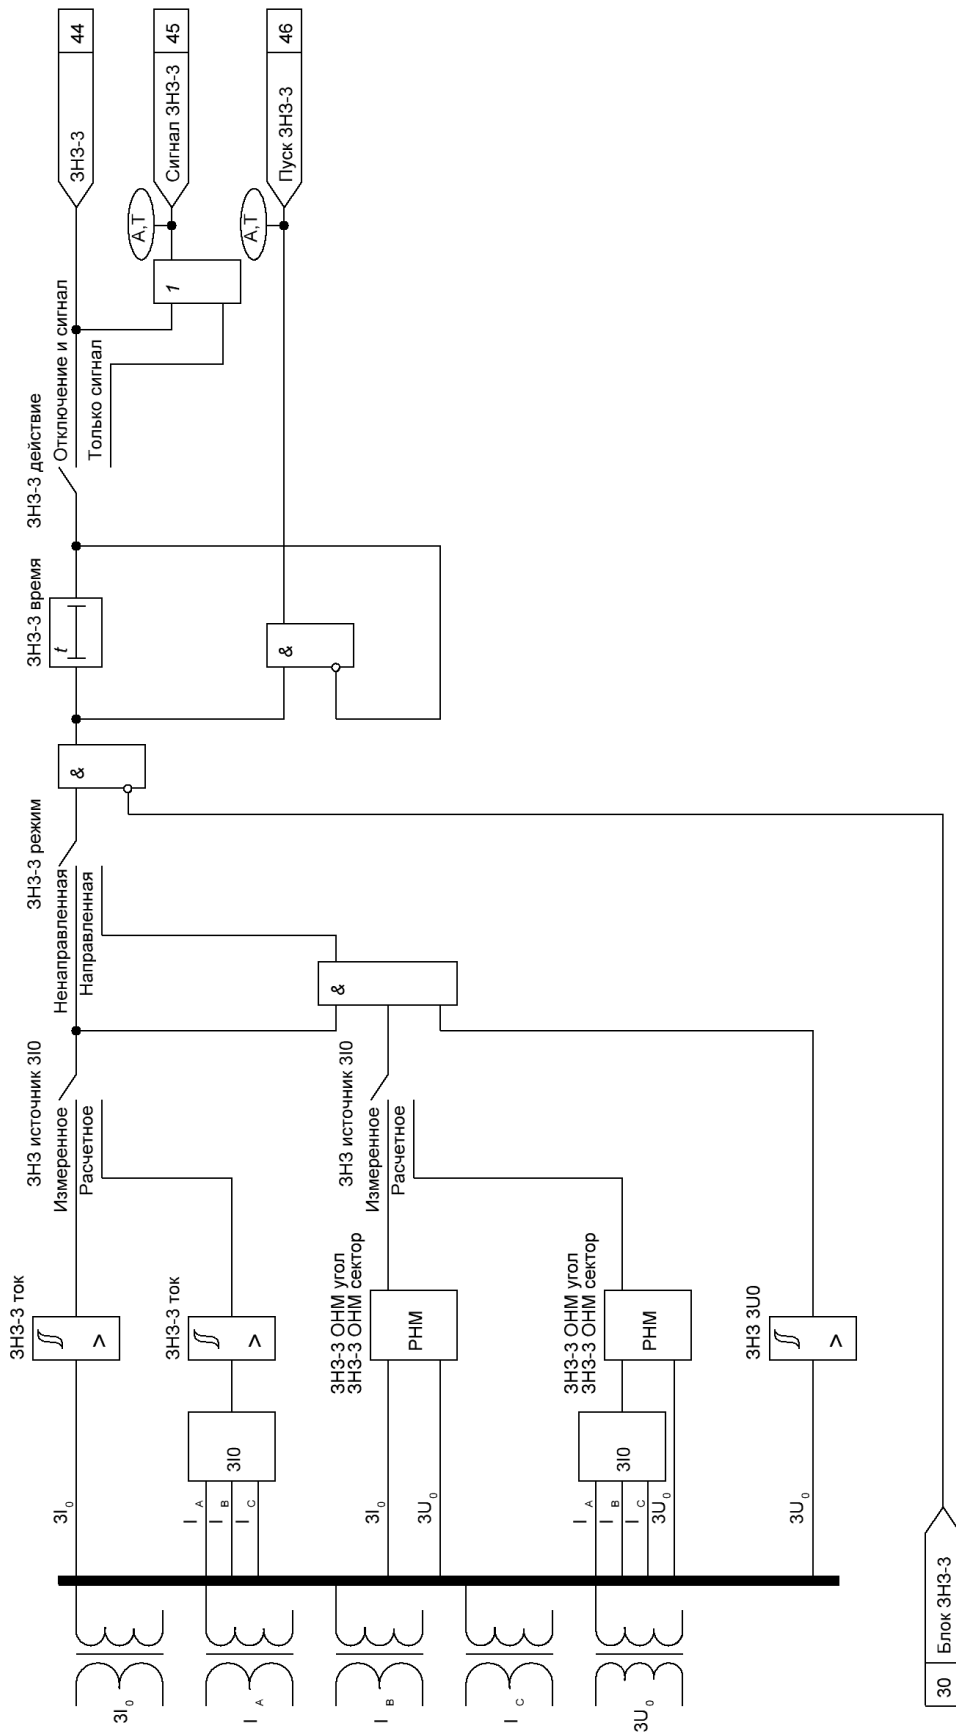 3I0
IA
IB
IC
3U0
3I0
IA
IB
IC
3I0
3U0
IA
IB
IC
3U0
3U0
3I0
3I0
ЗНЗ-3 ток
>
ЗНЗ-3 ток
>
ЗНЗ-3 ОНМ угол
ЗНЗ-3 ОНМ сектор
РНМ
ЗНЗ-3 ОНМ угол
ЗНЗ-3 ОНМ сектор
РНМ
ЗНЗ 3U0
>
ЗНЗ источник 3I0
Измеренное
Расчетное
ЗНЗ источник 3I0
Измеренное
Расчетное
&
ЗНЗ-3 режим
Ненаправленная
Направленная
&
ЗНЗ-3 время
t
&
ЗНЗ-3 действие
Отключение и сигнал
Только сигнал
1
А,Т
А,Т
ЗНЗ-3 44
Сигнал ЗНЗ-3 45
Пуск ЗНЗ-3 46
30 Блок ЗНЗ-3